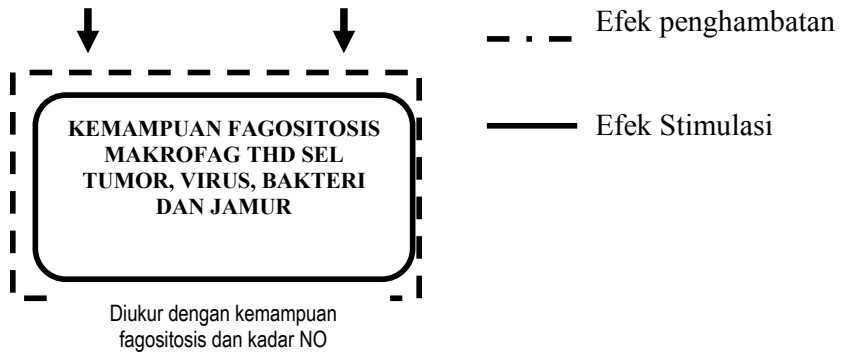 Efek penghambatan
KEMAMPUAN FAGOSITOSIS
MAKROFAG THD SEL
TUMOR, VIRUS, BAKTERI
DAN JAMUR
Efek Stimulasi
Diukur dengan kemampuan
fagositosis dan kadar NO